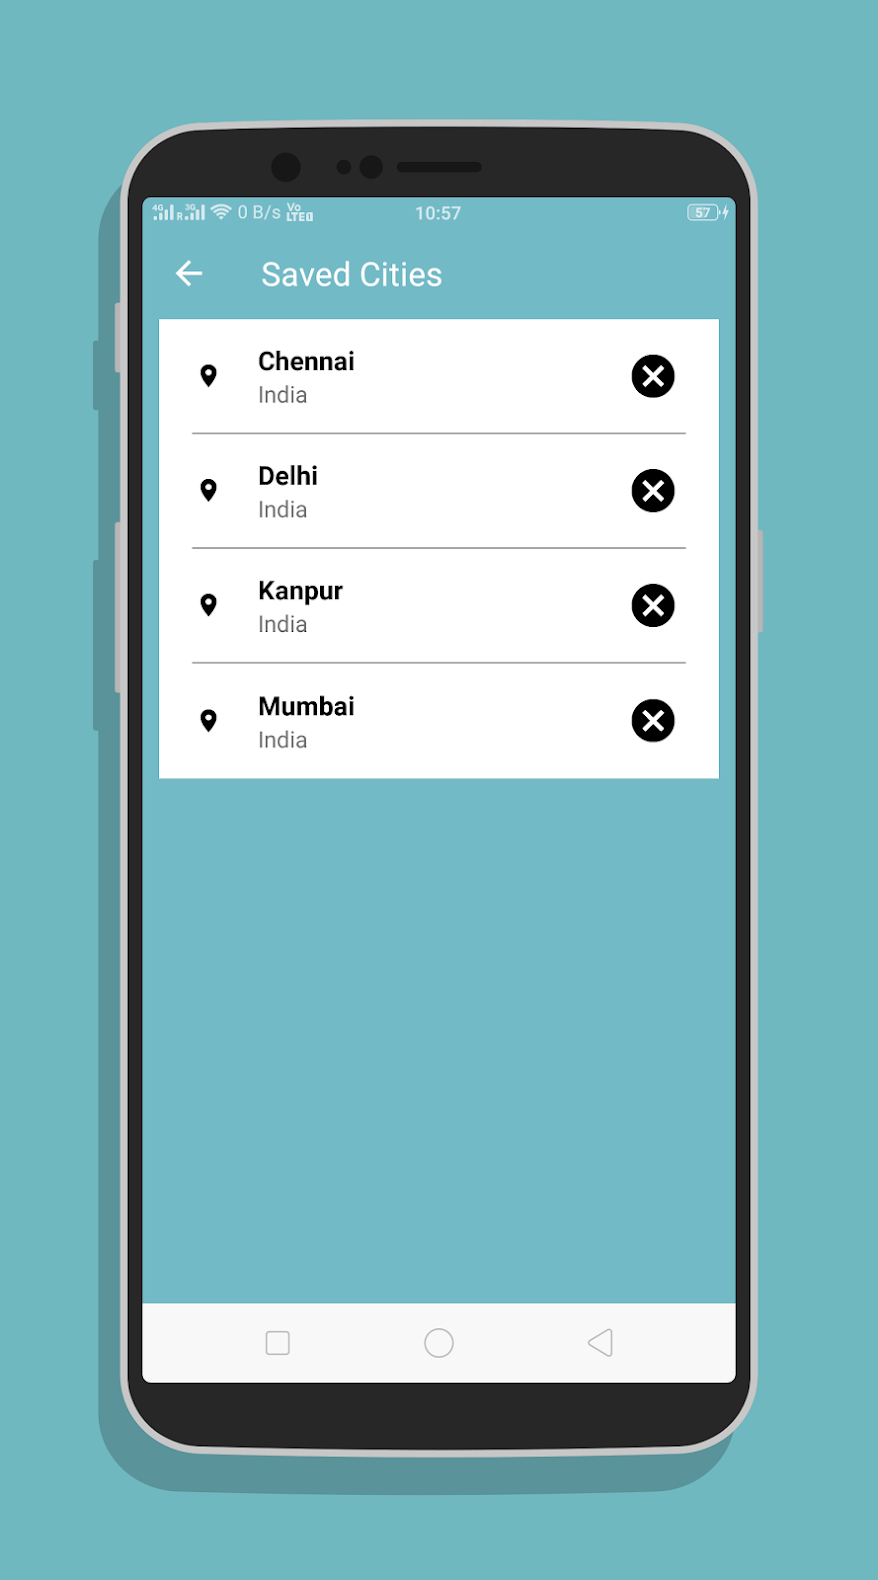 4G R 3G 0 B/s Vo LTE 10:57 57
Saved Cities
Chennai
India
Delhi
India
Kanpur
India
Mumbai
India